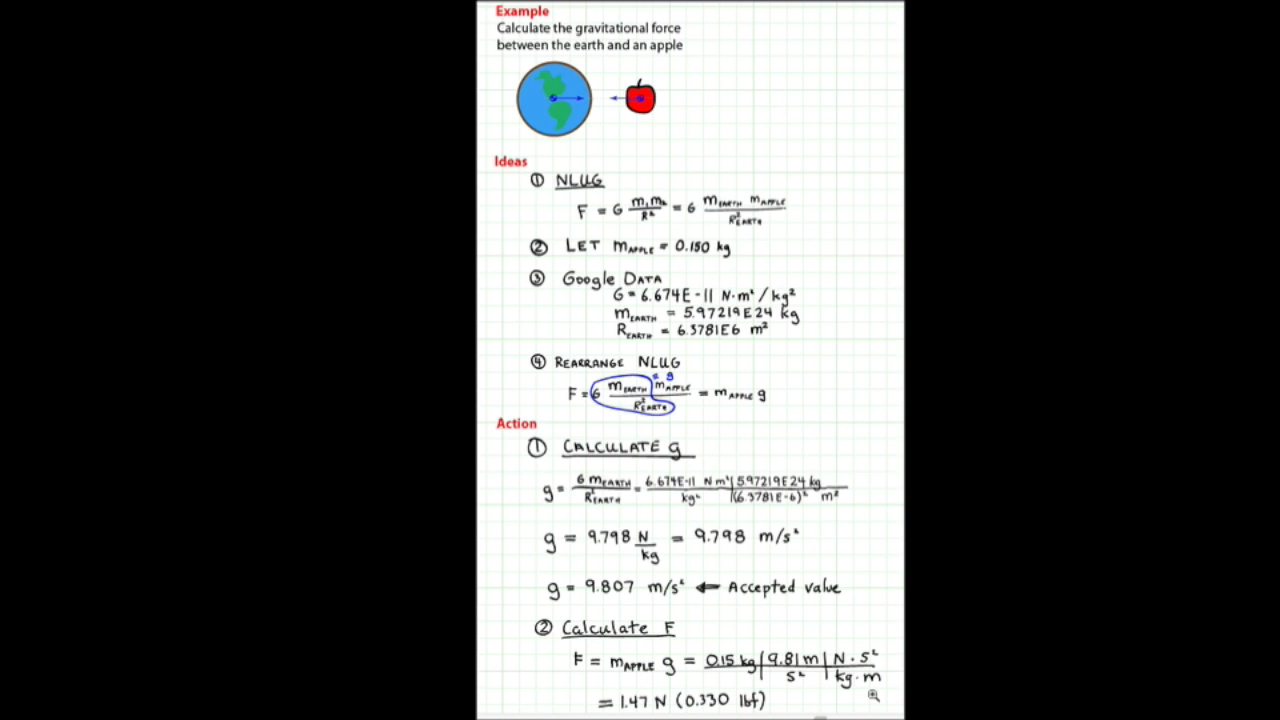 Example
Calculate the gravitational force
between the earth and an apple
Ideas
① NLUG
F = G m₁m₂/R² = G m_EARTH m_APPLE / R²_EARTH
② LET m_APPLE = 0.150 kg
③ Google DATA
G = 6.674E-11 N·m²/kg²
m_EARTH = 5.97219E24 kg
R_EARTH = 6.3781E6 m²
④ REARRANGE NLUG
= g
F = G m_EARTH m_APPLE / R²_EARTH = m_APPLE g
Action
① CALCULATE g
g = G m_EARTH / R²_EARTH = 6.674E-11 N m² / kg² | 5.97219E24 kg / (6.3781E-6)² m²
g = 9.798 N/kg = 9.798 m/s²
g = 9.807 m/s² ← Accepted value
② Calculate F
F = m_APPLE g = 0.15 kg | 9.81 m / s² | N·s² / kg·m
= 1.47 N (0.330 lbf)